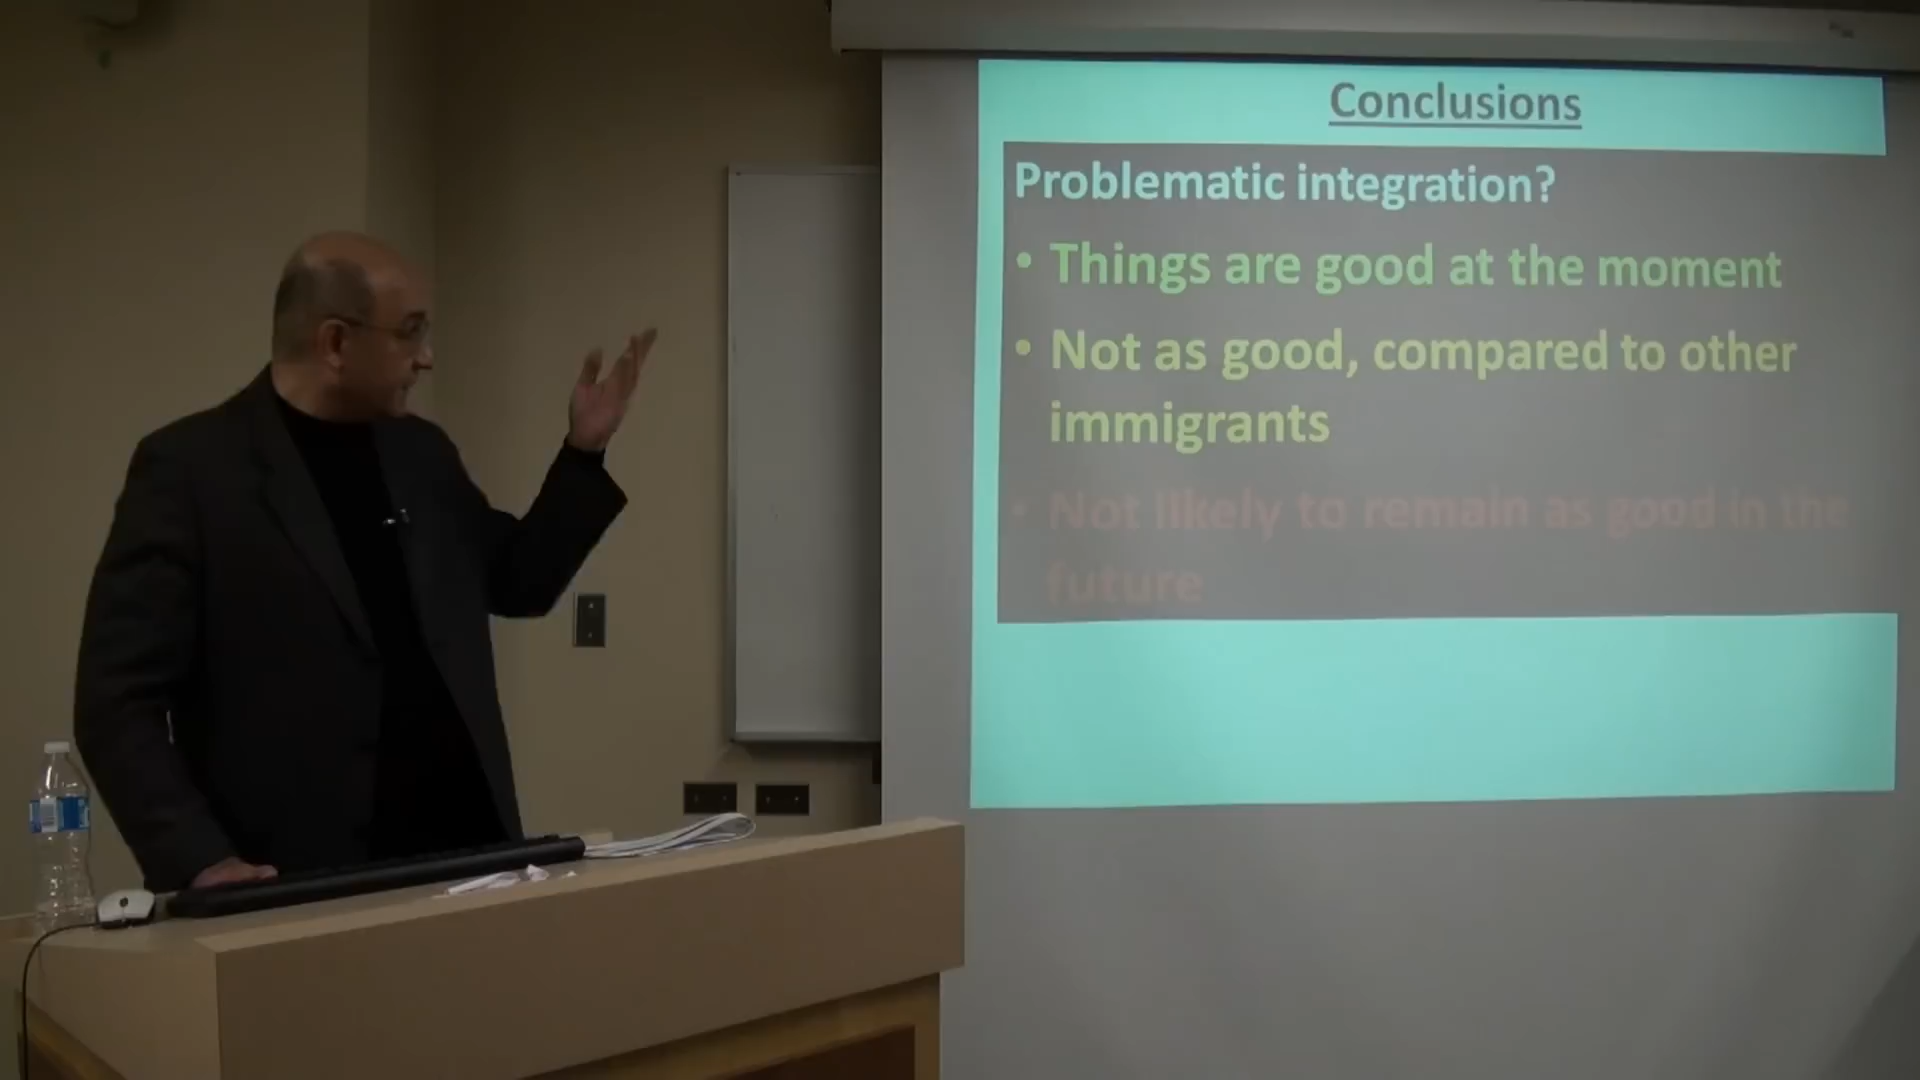 Conclusions
Problematic integration?
• Things are good at the moment
• Not as good, compared to other
immigrants
• Not likely to remain as good in the
future